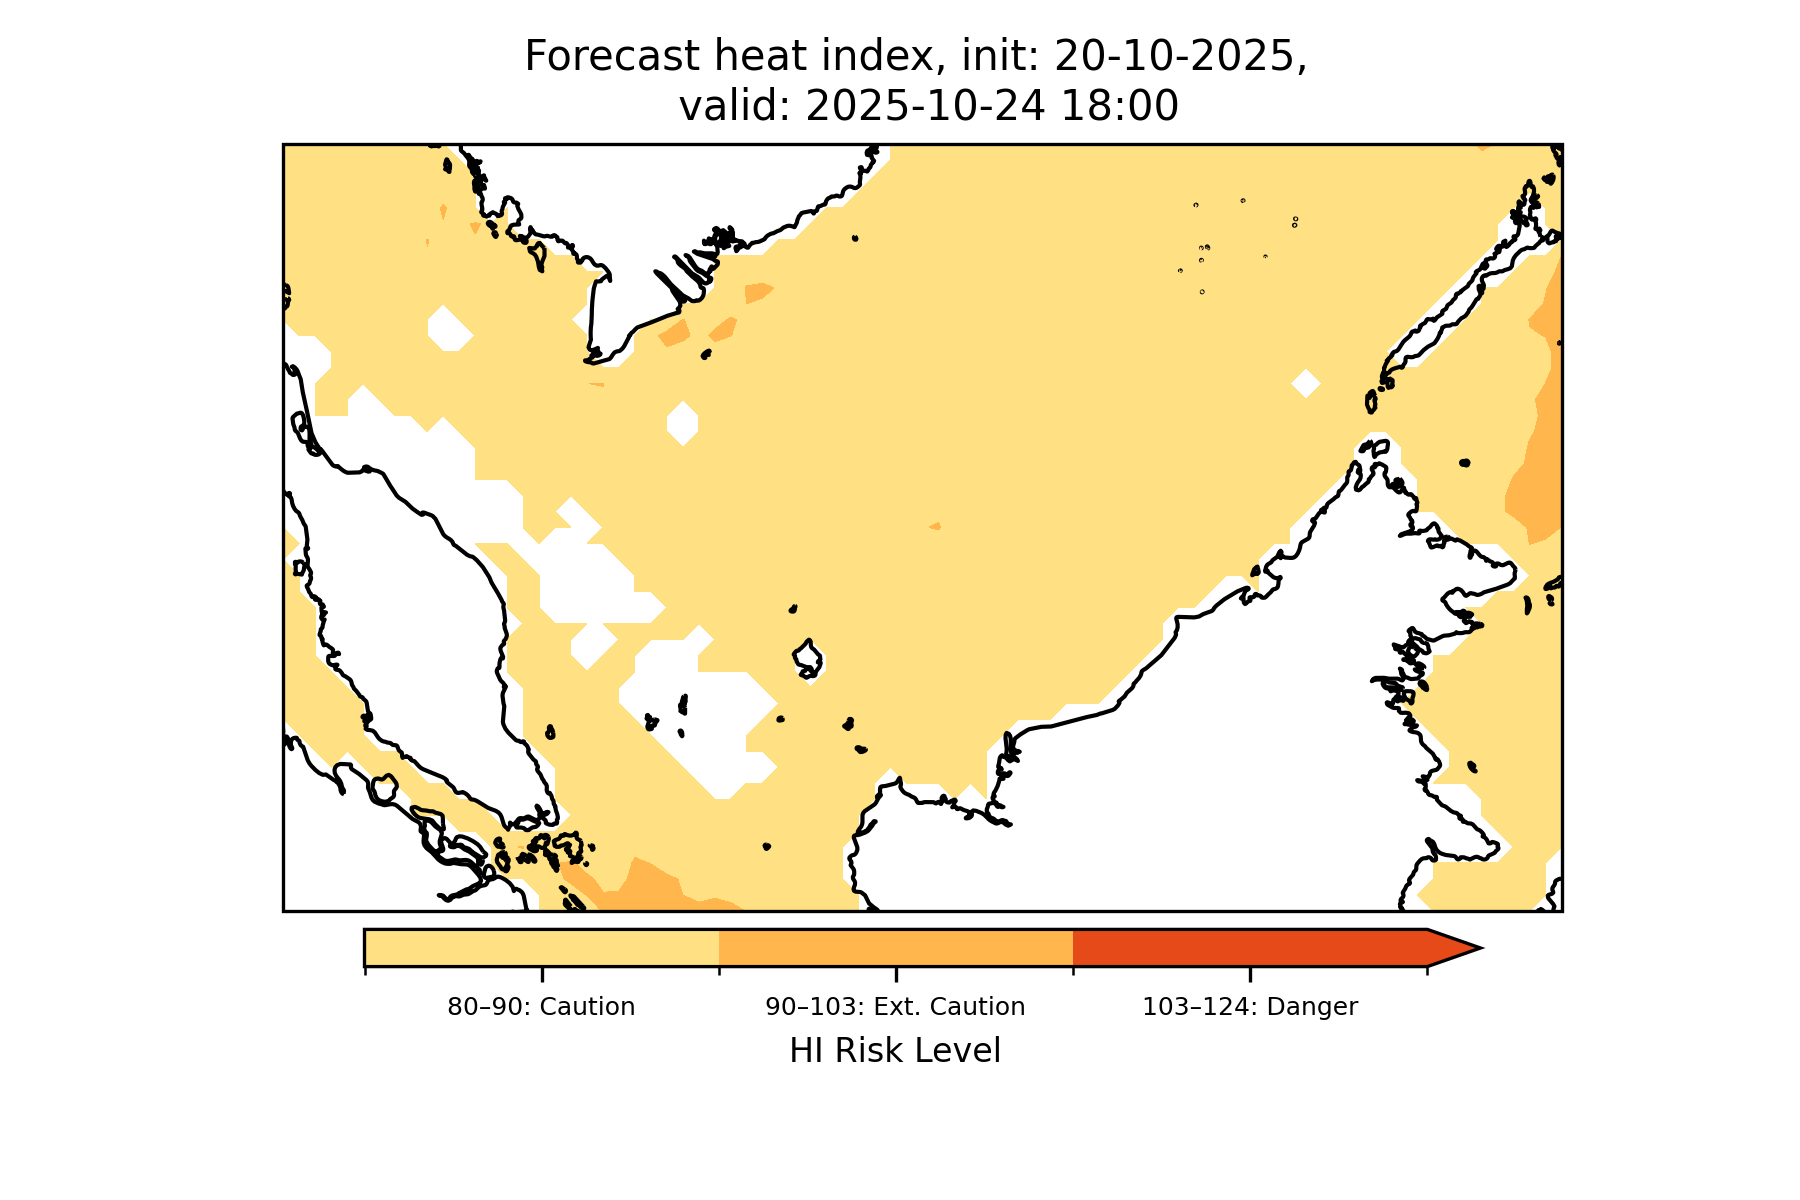 Forecast heat index, init: 20-10-2025,
valid: 2025-10-24 18:00
80–90: Caution
90–103: Ext. Caution
103–124: Danger
HI Risk Level